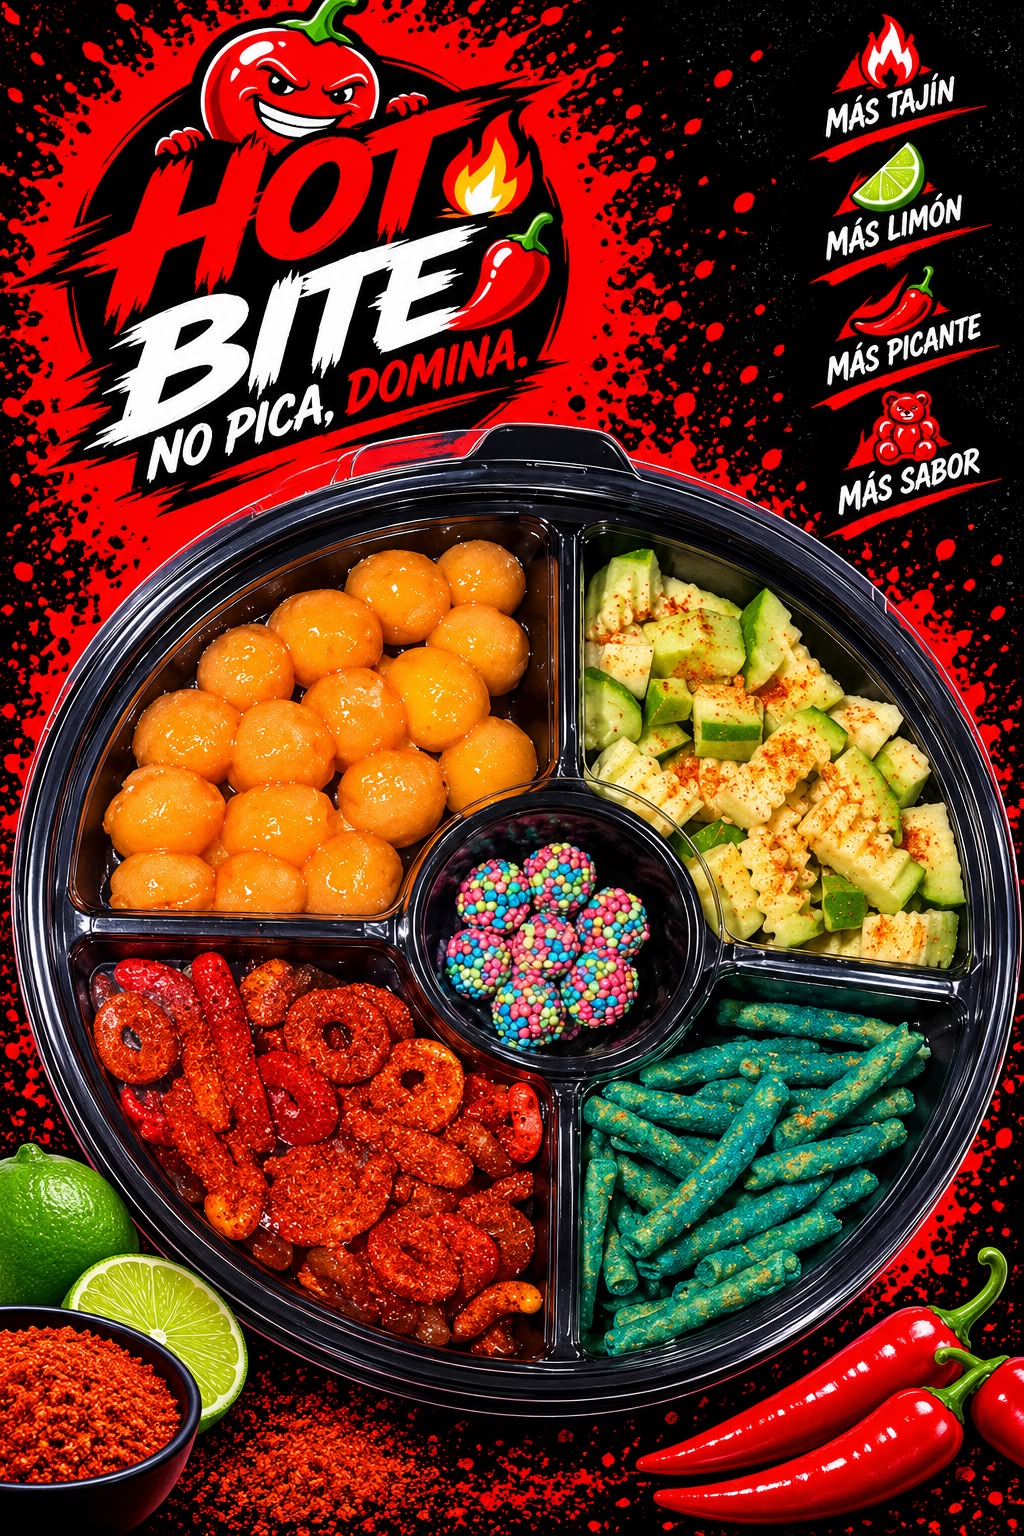 HOT
BITE
NO PICA, DOMINA.
MÁS TAJÍN
MÁS LIMÓN
MÁS PICANTE
MÁS SABOR